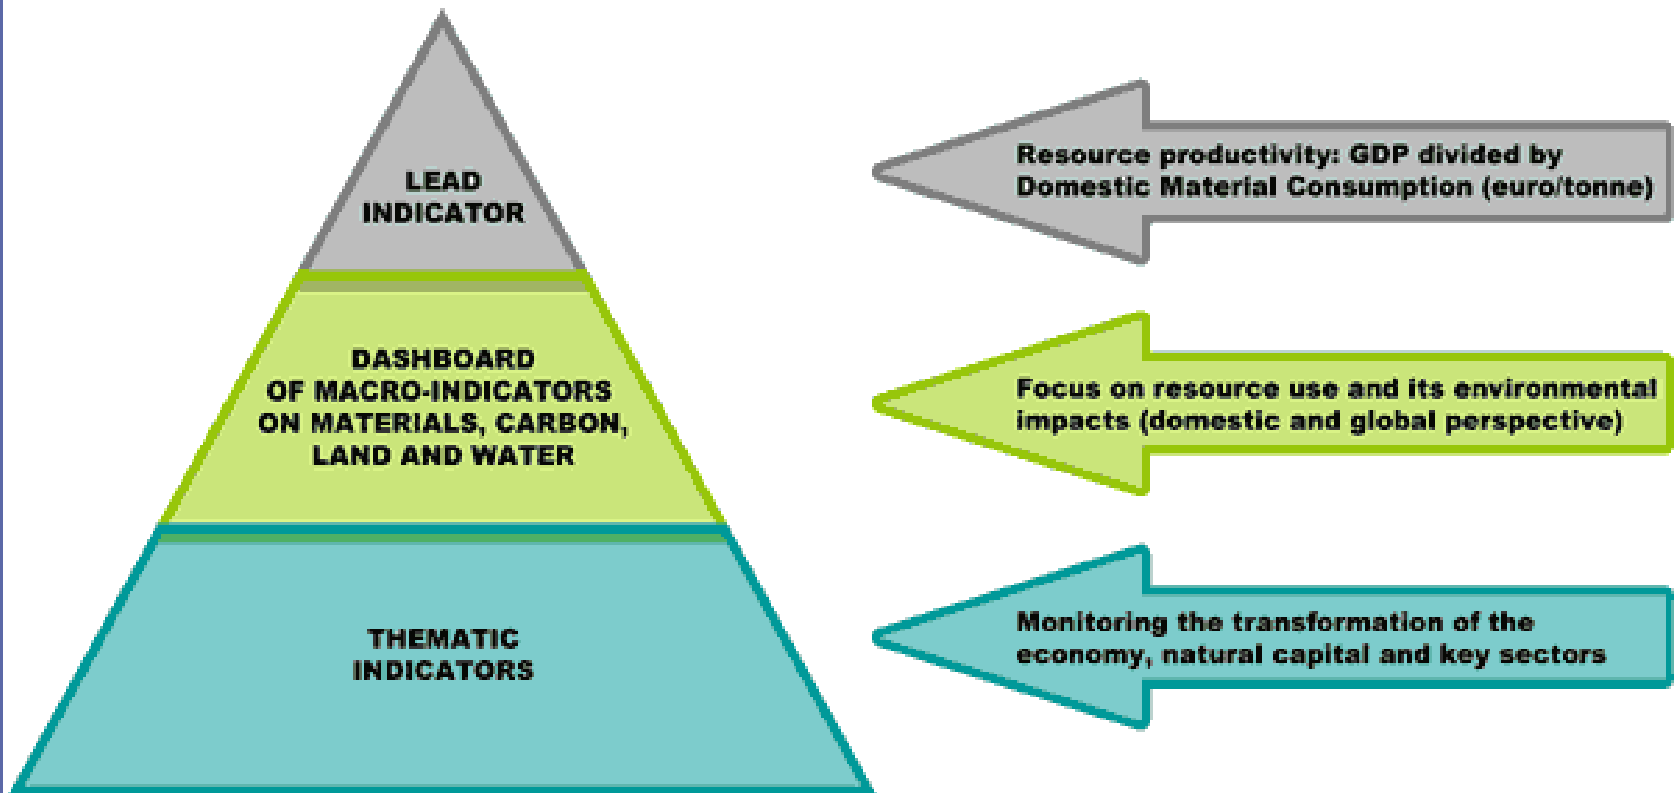 LEAD
INDICATOR
Resource productivity: GDP divided by
Domestic Material Consumption (euro/tonne)
DASHBOARD
OF MACRO-INDICATORS
ON MATERIALS, CARBON,
LAND AND WATER
Focus on resource use and its environmental
impacts (domestic and global perspective)
THEMATIC
INDICATORS
Monitoring the transformation of the
economy, natural capital and key sectors